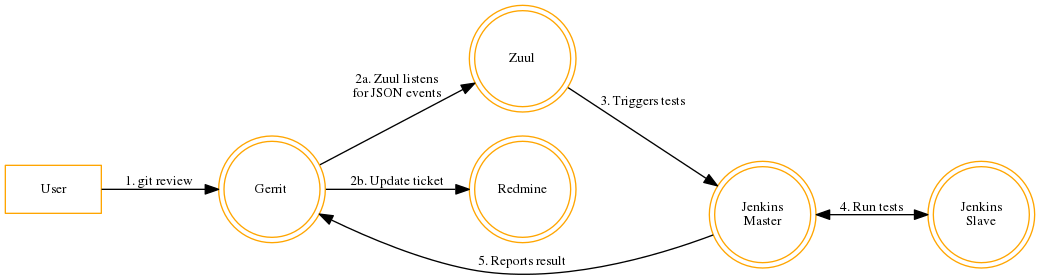 Zuul
2a. Zuul listens
for JSON events
3. Triggers tests
User
1. git review
Gerrit
2b. Update ticket
Redmine
Jenkins
Master
4. Run tests
Jenkins
Slave
5. Reports result